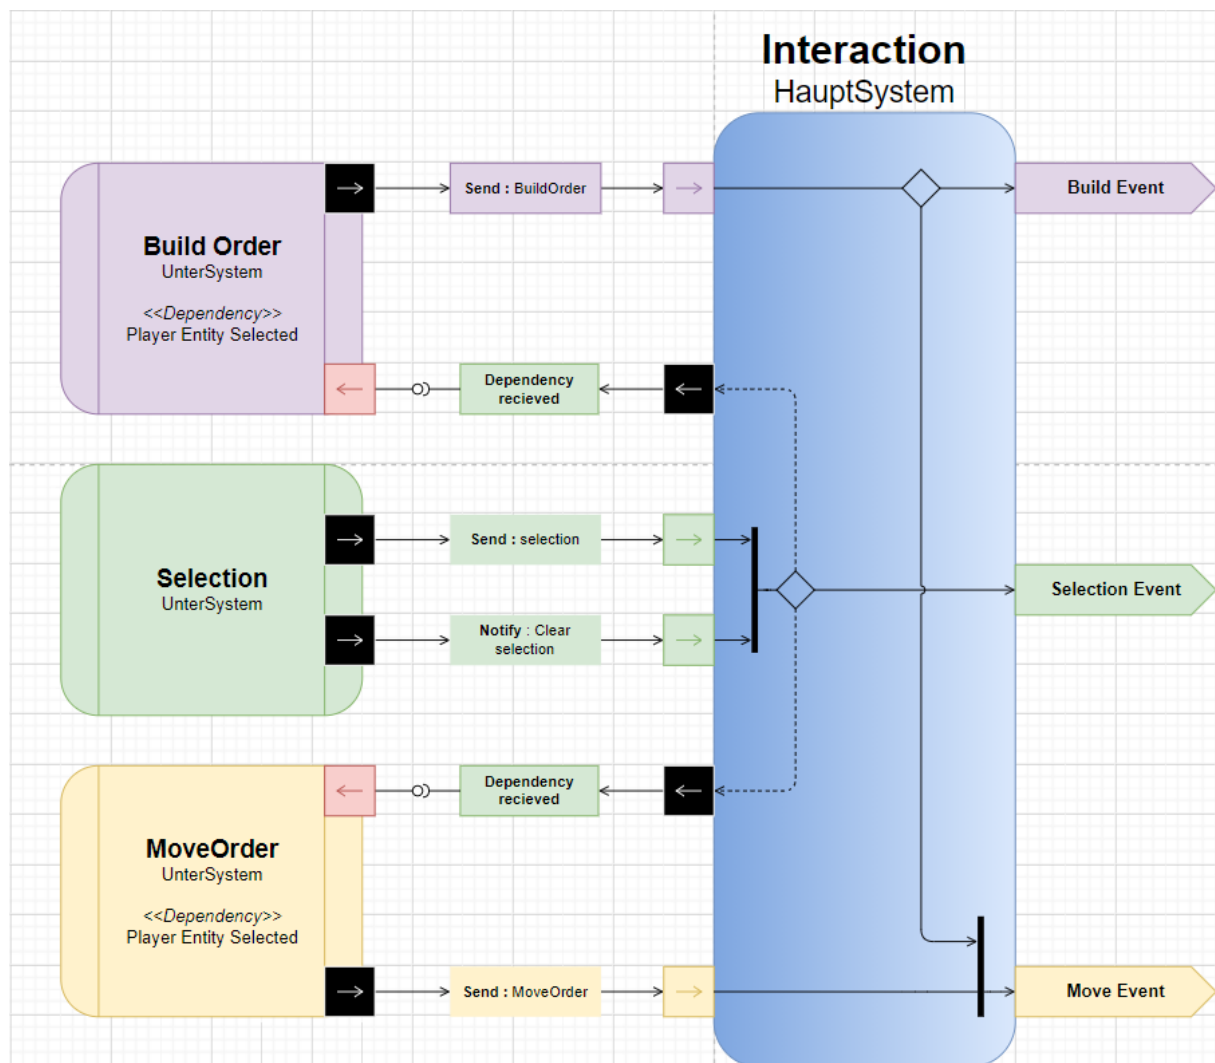 Interaction
HauptSystem
Build Order
UnterSystem
<<Dependency>>
Player Entity Selected
Send : BuildOrder
Build Event
Dependency
recieved
Selection
UnterSystem
Send : selection
Notify : Clear
selection
Selection Event
MoveOrder
UnterSystem
<<Dependency>>
Player Entity Selected
Dependency
recieved
Send : MoveOrder
Move Event